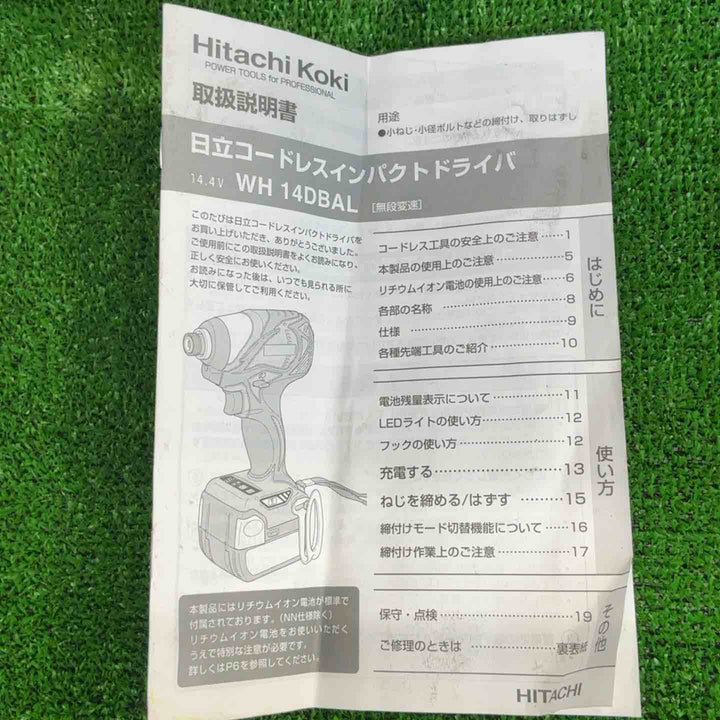 Hitachi Koki
POWER TOOLS for PROFESSIONAL
取扱説明書
用途
●小ねじ・小径ボルトなどの締付け、取りはずし
日立コードレスインパクトドライバ
14.4V WH 14DBAL [無段変速]
このたびは日立コードレスインパクトドライバを
お買い上げいただき、ありがとうございました。
ご使用前にこの取扱説明書をよくお読みになり、
正しく安全にお使いください。
お読みになった後は、いつでも見られる所に
大切に保管してご利用ください。
本製品にはリチウムイオン電池が標準で
付属されております。(NN仕様除く)
リチウムイオン電池をお使いいただく
うえで特別な注意が必要です。
詳しくはP6を参照してください。
はじめに
コードレス工具の安全上のご注意……1
本製品の使用上のご注意……………5
リチウムイオン電池の使用上のご注意…6
各部の名称……………………………8
仕様……………………………………9
各種先端工具のご紹介………………10
使い方
電池残量表示について………………11
LEDライトの使い方…………………12
フックの使い方………………………12
充電する………………………………13
ねじを締める/はずす………………15
締付けモード切替機能について……16
締付け作業上のご注意………………17
その他
保守・点検……………………………19
ご修理のときは………………………裏表紙
HITACHI